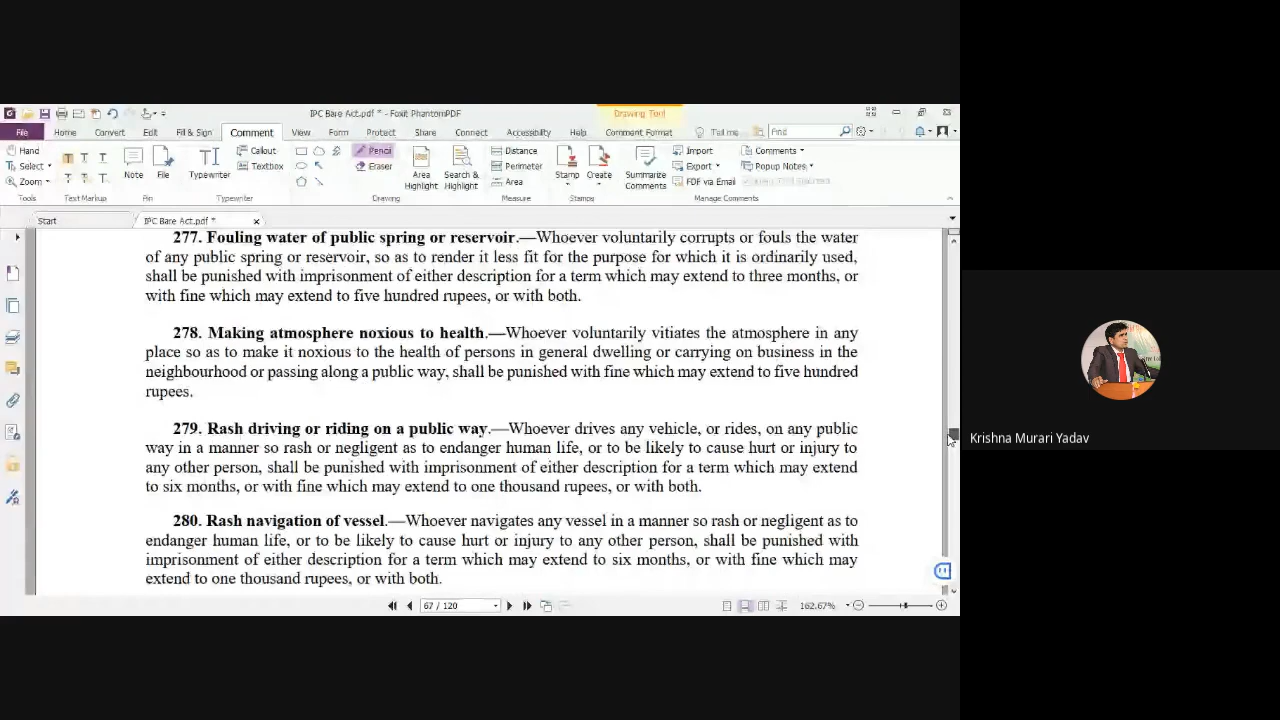 IPC Bare Act.pdf * - Foxit PhantomPDF
Drawing Tool
File Home Convert Edit Fill & Sign Comment View Form Protect Share Connect Accessibility Help Comment Format Tell me Find
Hand
Select
Zoom
Tools
Text Markup
Note
File
Pin
Typewriter
Callout
Textbox
Typewriter
Pencil
Eraser
Area Highlight
Search & Highlight
Drawing
Distance
Perimeter
Area
Measure
Stamp
Create
Stamps
Summarize Comments
Import
Export
FDF via Email
Comments
Popup Notes
Manage Comments
Start IPC Bare Act.pdf *
277. Fouling water of public spring or reservoir.—Whoever voluntarily corrupts or fouls the water
of any public spring or reservoir, so as to render it less fit for the purpose for which it is ordinarily used,
shall be punished with imprisonment of either description for a term which may extend to three months, or
with fine which may extend to five hundred rupees, or with both.
278. Making atmosphere noxious to health.—Whoever voluntarily vitiates the atmosphere in any
place so as to make it noxious to the health of persons in general dwelling or carrying on business in the
neighbourhood or passing along a public way, shall be punished with fine which may extend to five hundred
rupees.
279. Rash driving or riding on a public way.—Whoever drives any vehicle, or rides, on any public
way in a manner so rash or negligent as to endanger human life, or to be likely to cause hurt or injury to
any other person, shall be punished with imprisonment of either description for a term which may extend
to six months, or with fine which may extend to one thousand rupees, or with both.
280. Rash navigation of vessel.—Whoever navigates any vessel in a manner so rash or negligent as to
endanger human life, or to be likely to cause hurt or injury to any other person, shall be punished with
imprisonment of either description for a term which may extend to six months, or with fine which may
extend to one thousand rupees, or with both.
67 / 120
162.67%
Krishna Murari Yadav